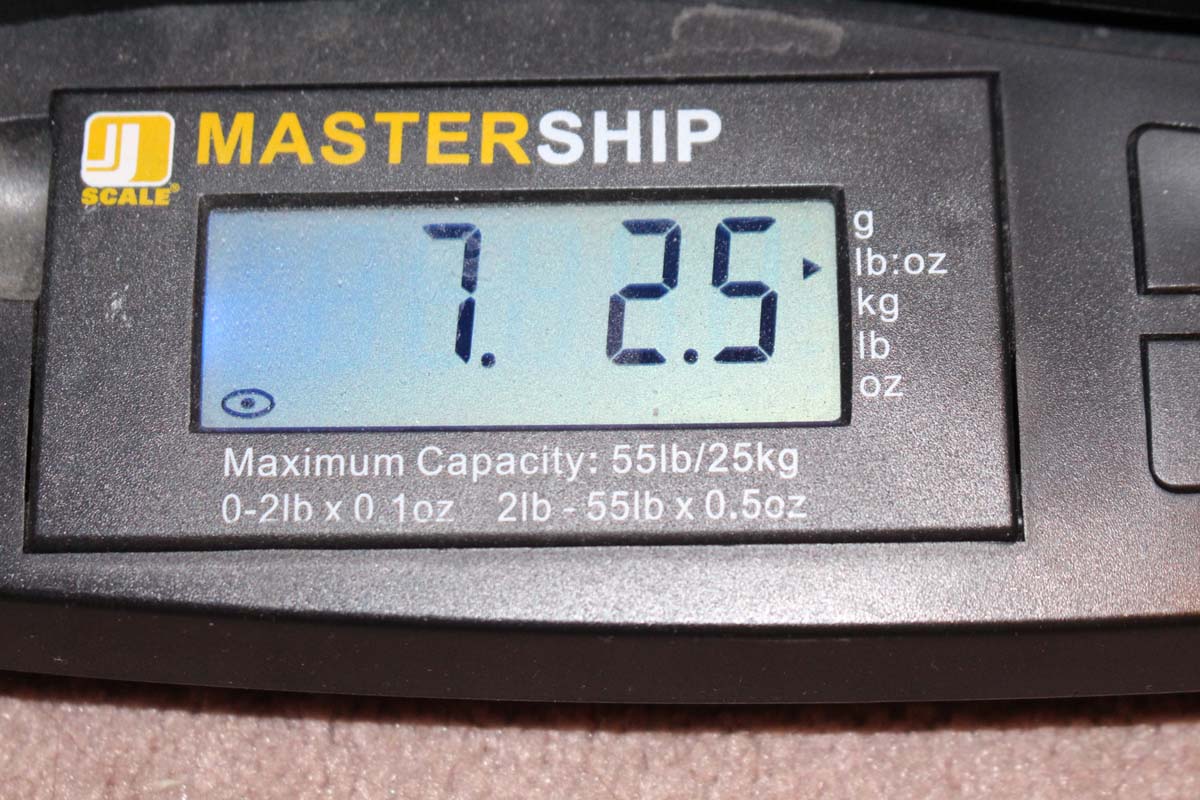 JJ
SCALE®
MASTERSHIP
7. 2.5
g
lb:oz
kg
lb
oz
Maximum Capacity: 55lb/25kg
0-2lb x 0.1oz 2lb - 55lb x 0.5oz